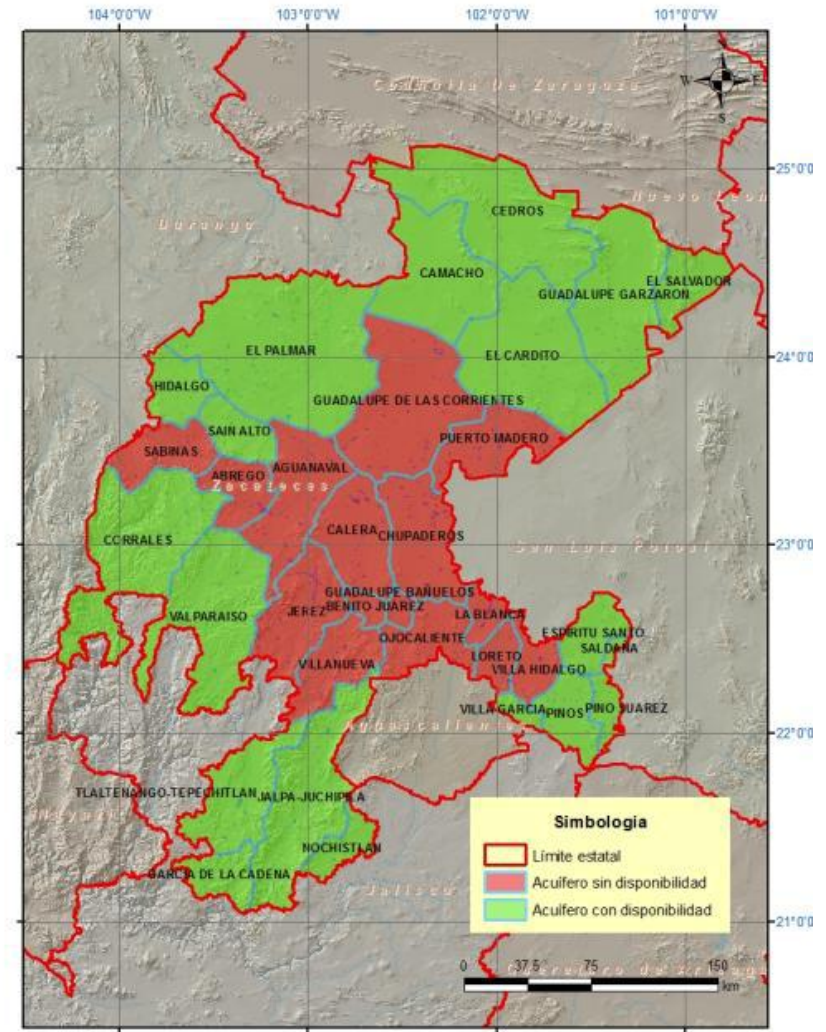 104°0'0"W
103°0'0"W
102°0'0"W
101°0'0"W
W
E
S
Coahuila De Zaragoza
25°0'0
CEDROS
Nuevo León
Durango
CAMACHO
EL SALVADOR
GUADALUPE GARZARON
EL PALMAR
EL CARDITO
24°0'0
HIDALGO
GUADALUPE DE LAS CORRIENTES
SAIN ALTO
PUERTO MADERO
SABINAS
ABREGO
AGUANAVAL
Zacatecas
CORRALES
CALERA
CHUPADEROS
San Luis Potosí
23°0'0
VALPARAISO
JEREZ
GUADALUPE BAÑUELOS
BENITO JUAREZ
LA BLANCA
OJOCALIENTE
ESPIRITU SANTO
SALDAÑA
VILLANUEVA
LORETO
VILLA HIDALGO
VILLA GARCIA
PINOS
PINO SUAREZ
Aguascalientes
22°0'0
TLALTENANGO-TEPECHITLAN
JALPA-JUCHIPILA
Nayarit
NOCHISTLAN
GARCIA DE LA CADENA
Jalisco
21°0'0
Simbología
Límite estatal
Acuífero sin disponibilidad
Acuífero con disponibilidad
0 37.5 75 150
km